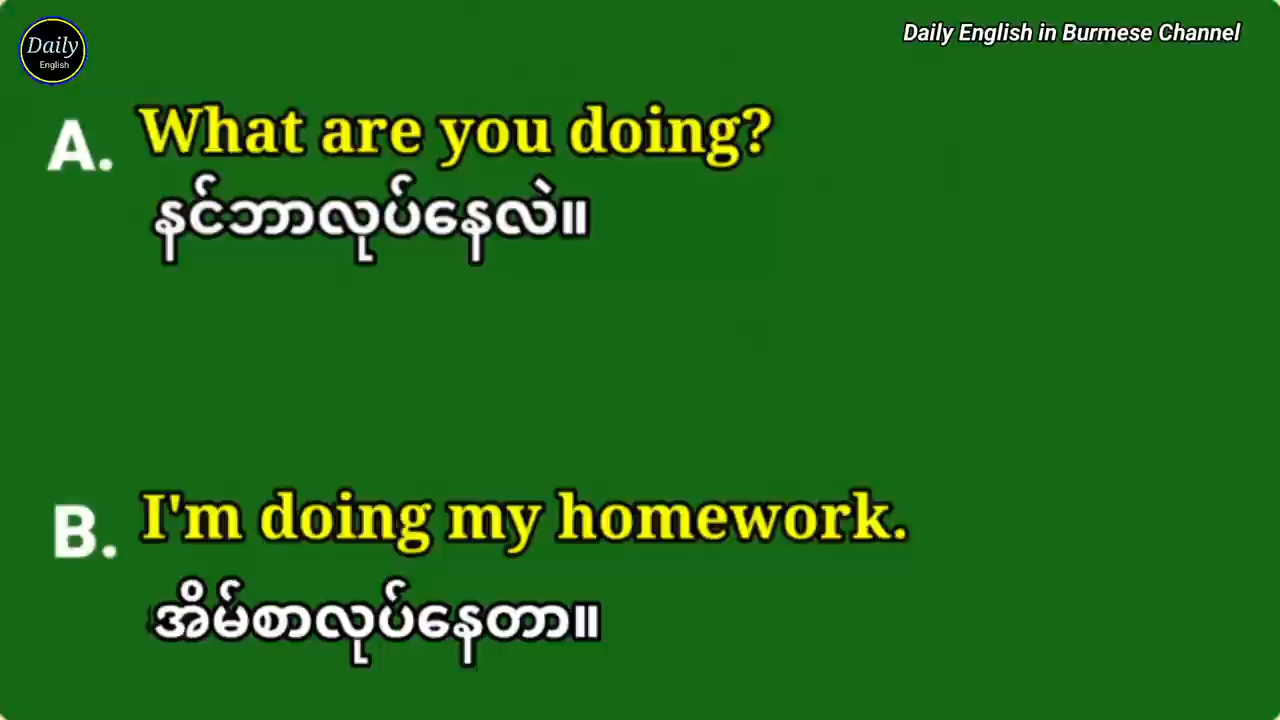 Daily
English
Daily English in Burmese Channel
A. What are you doing?
နင်ဘာလုပ်နေလဲ။
B. I'm doing my homework.
အိမ်စာလုပ်နေတာ။